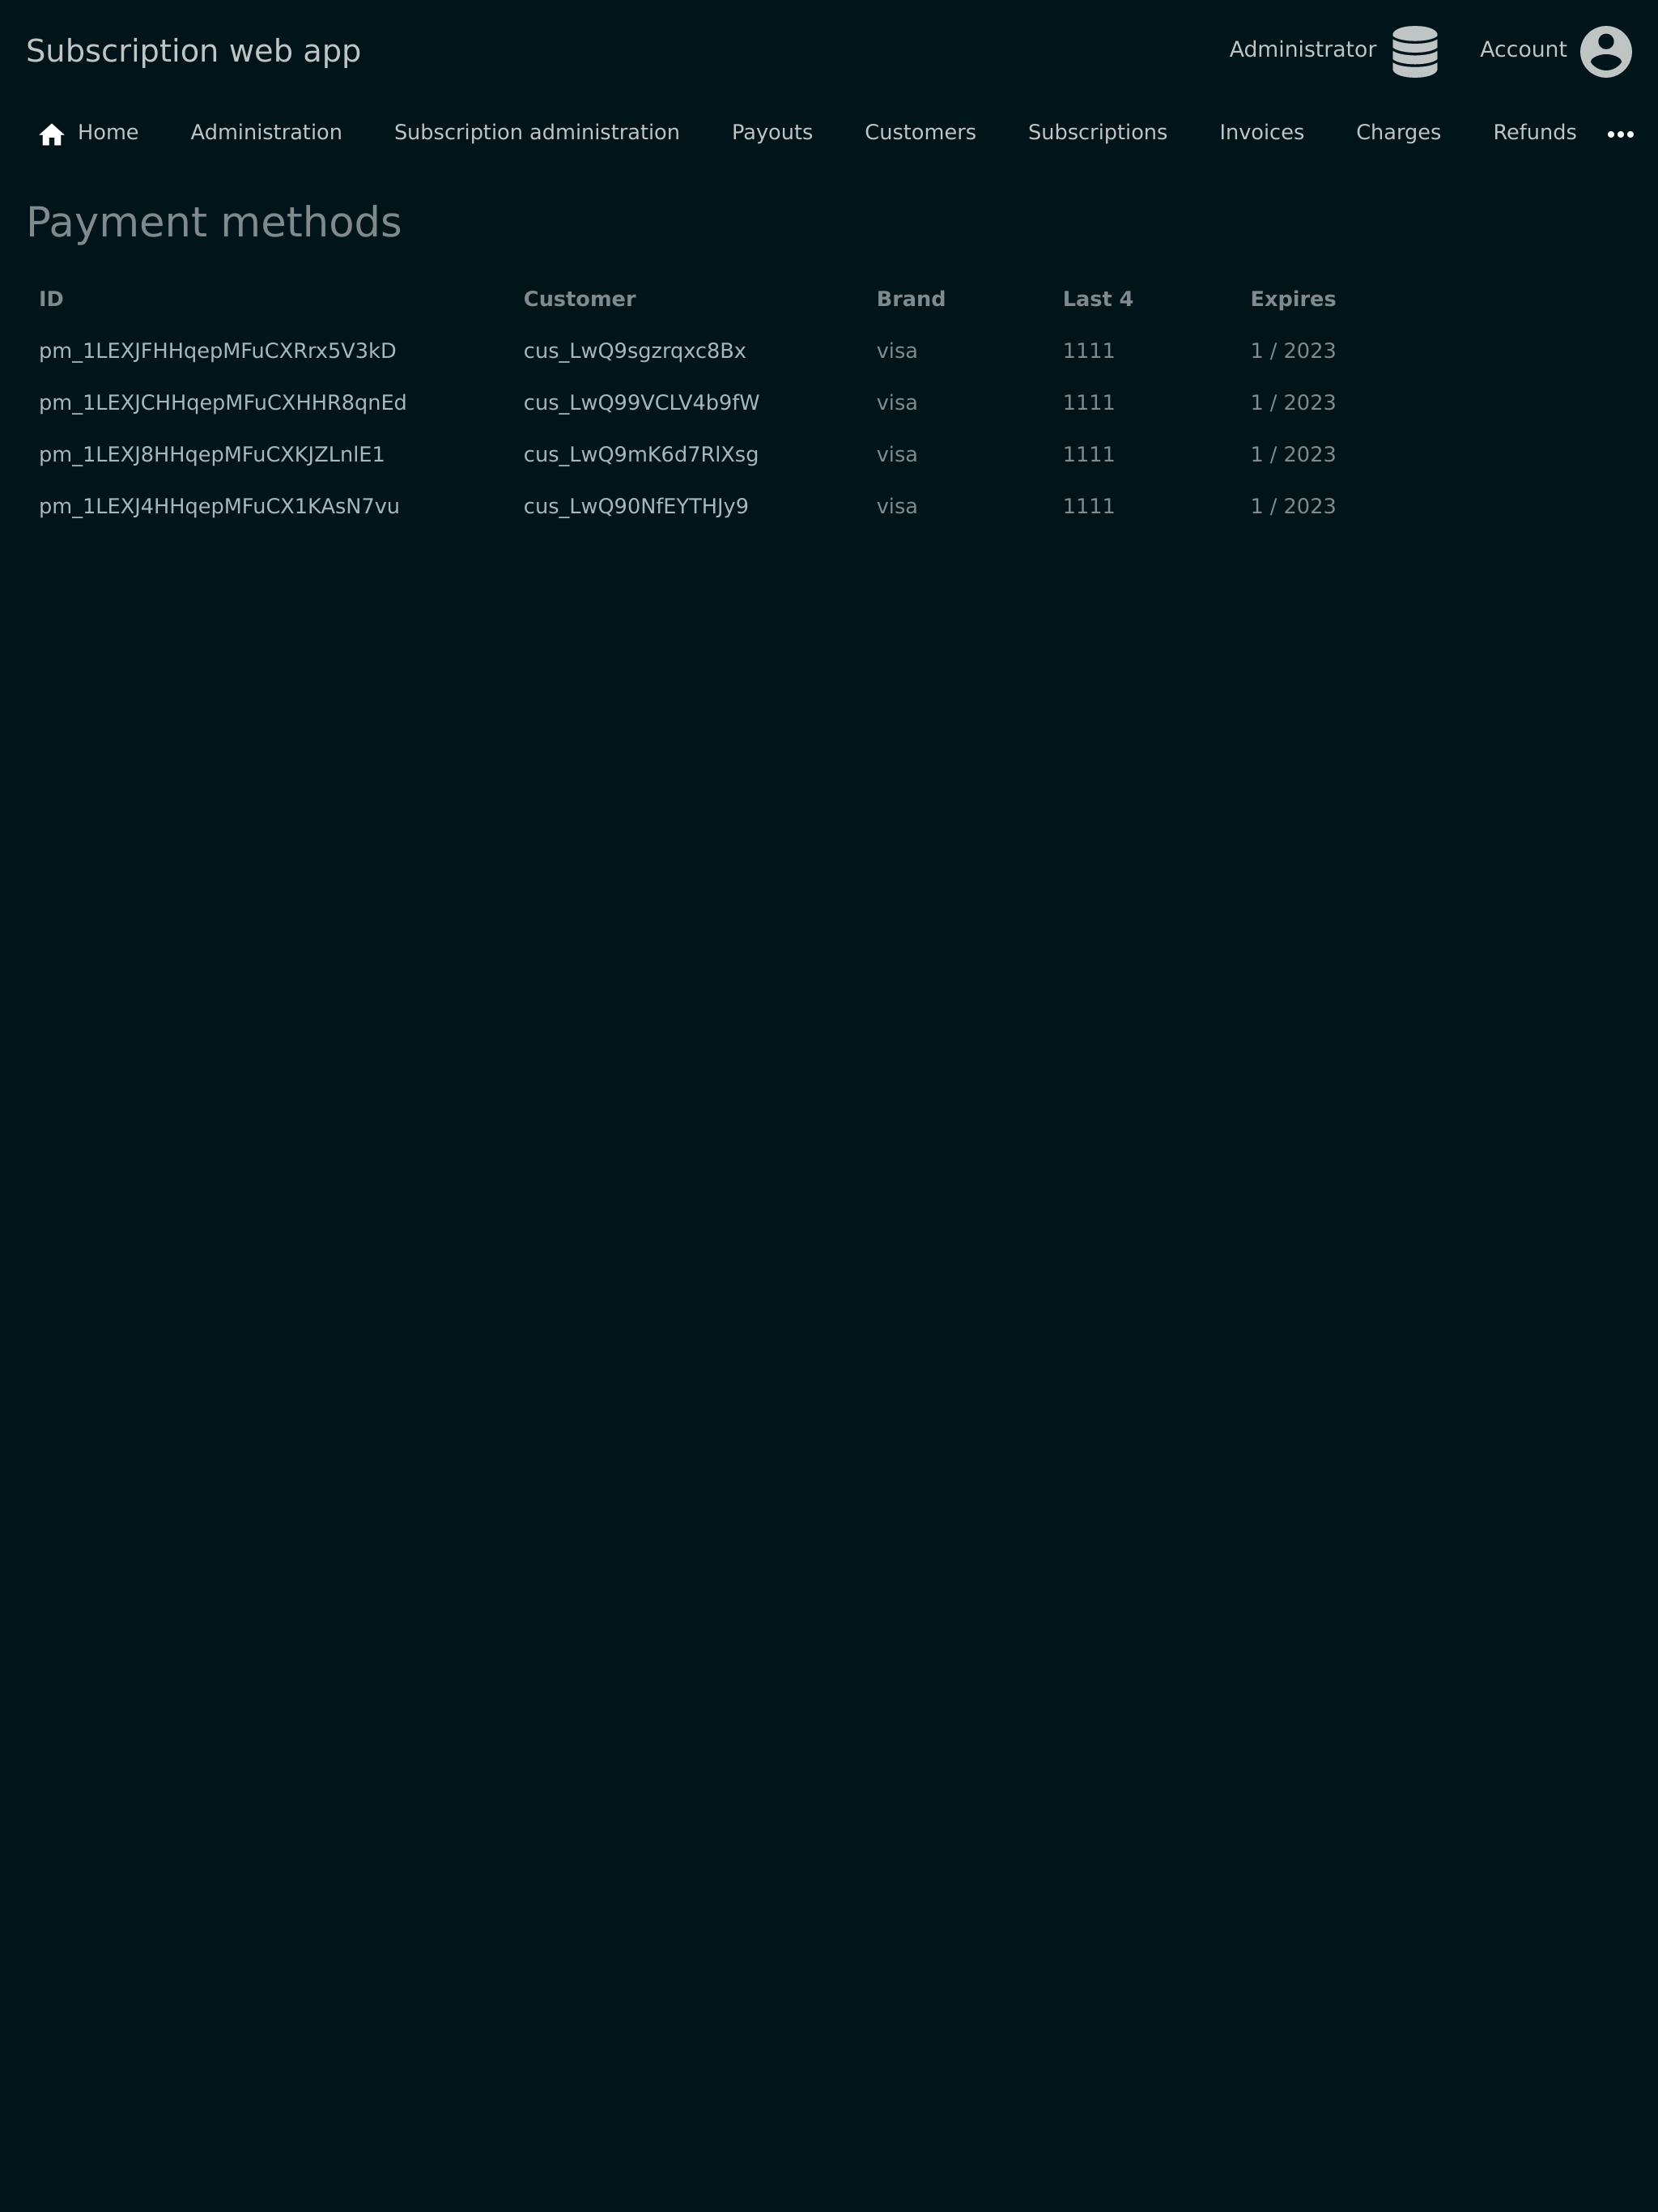 Subscription web app Administrator Account
Home Administration Subscription administration Payouts Customers Subscriptions Invoices Charges Refunds
Payment methods
ID Customer Brand Last 4 Expires
pm_1LEXJFHHqepMFuCXRrx5V3kD cus_LwQ9sgzrqxc8Bx visa 1111 1 / 2023
pm_1LEXJCHHqepMFuCXHHR8qnEd cus_LwQ99VCLV4b9fW visa 1111 1 / 2023
pm_1LEXJ8HHqepMFuCXKJZLnlE1 cus_LwQ9mK6d7RlXsg visa 1111 1 / 2023
pm_1LEXJ4HHqepMFuCX1KAsN7vu cus_LwQ90NfEYTHJy9 visa 1111 1 / 2023